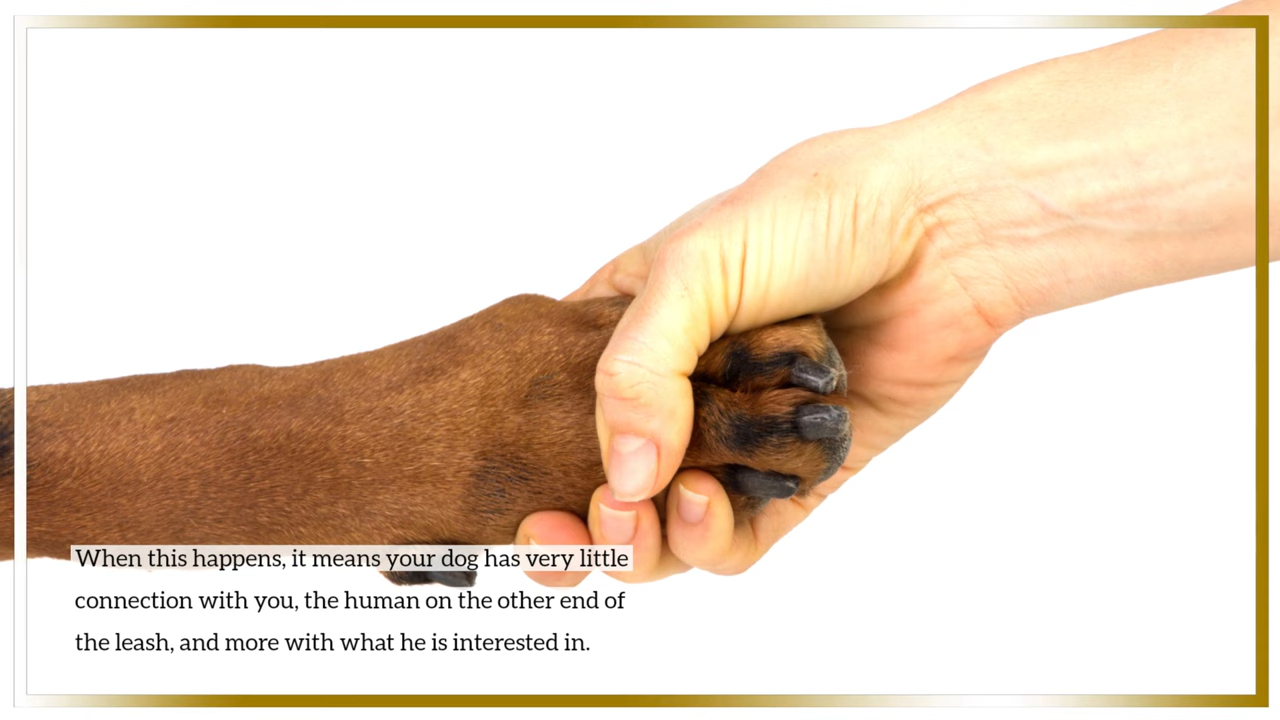 When this happens, it means your dog has very little
connection with you, the human on the other end of
the leash, and more with what he is interested in.